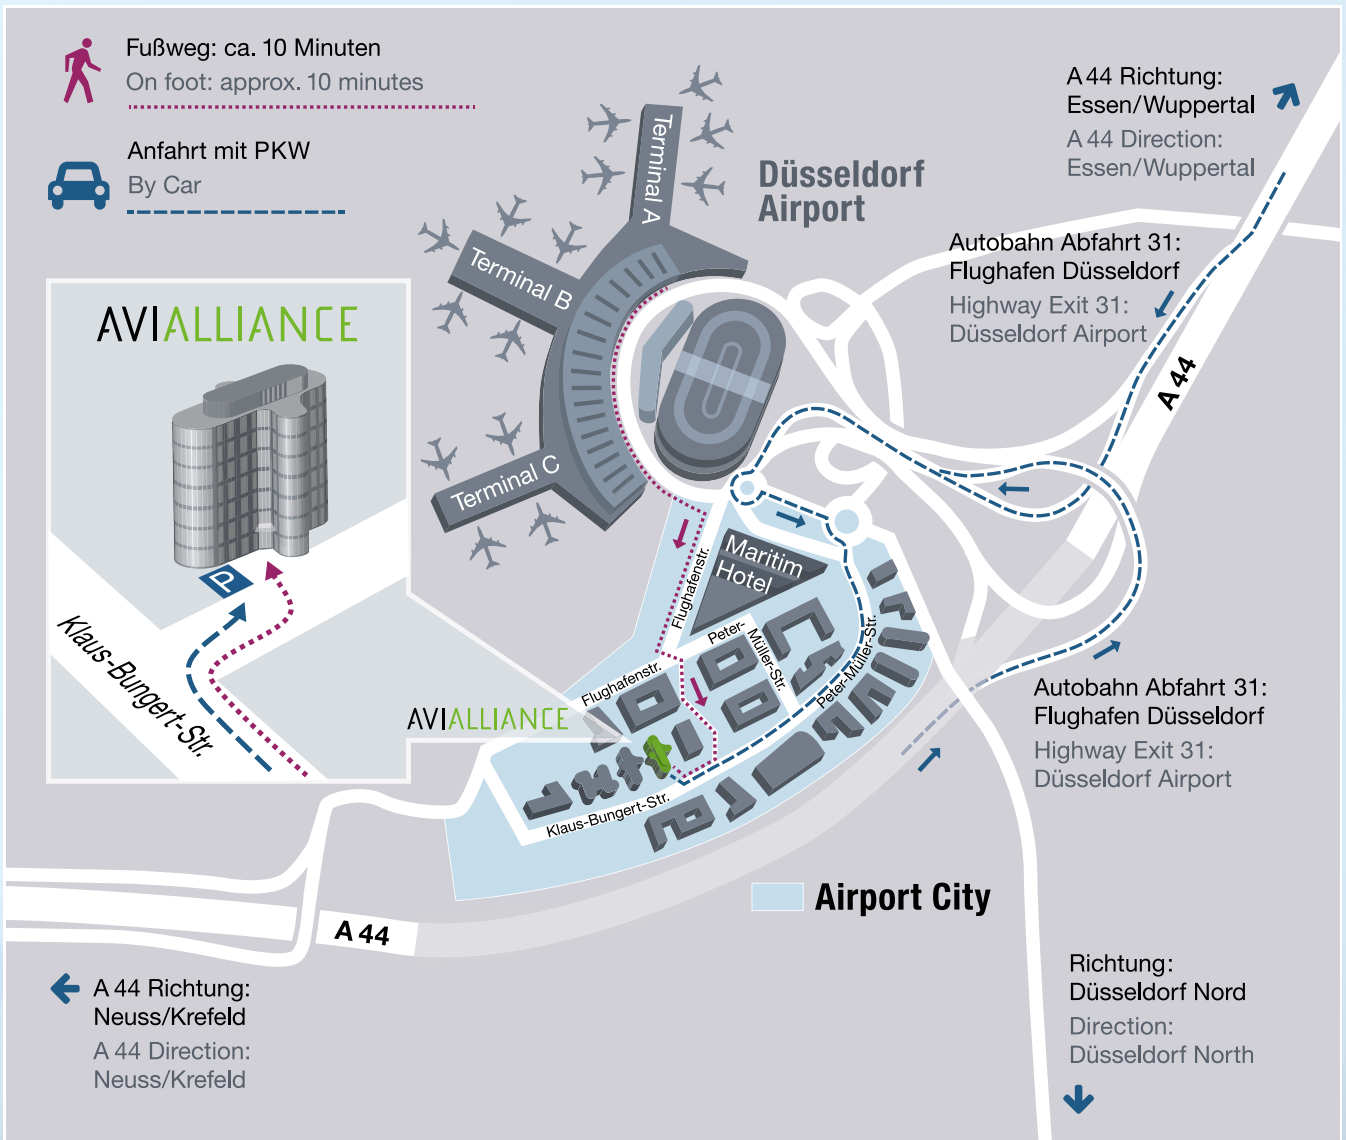 Fußweg: ca. 10 Minuten
On foot: approx. 10 minutes
Anfahrt mit PKW
By Car
A 44 Richtung:
Essen/Wuppertal
A 44 Direction:
Essen/Wuppertal
Düsseldorf
Airport
Terminal A
Terminal B
Terminal C
Autobahn Abfahrt 31:
Flughafen Düsseldorf
Highway Exit 31:
Düsseldorf Airport
A 44
AVIALLIANCE
P
Klaus-Bungert-Str.
Maritim
Hotel
Flughafenstr.
Peter-
Müller-Str.
Peter-Müller-Str.
Flughafenstr.
AVIALLIANCE
Klaus-Bungert-Str.
Autobahn Abfahrt 31:
Flughafen Düsseldorf
Highway Exit 31:
Düsseldorf Airport
Airport City
A 44
A 44 Richtung:
Neuss/Krefeld
A 44 Direction:
Neuss/Krefeld
Richtung:
Düsseldorf Nord
Direction:
Düsseldorf North